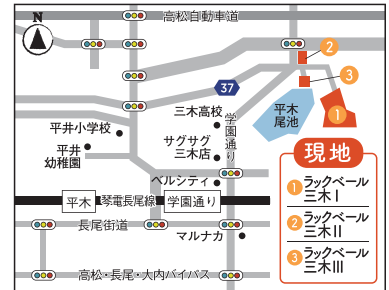 N
高松自動車道
2
3
37
三木高校
学園通り
平木
尾池
1
平井小学校
サグサグ
三木店
平井
幼稚園
ベルシティ
現地
平木
琴電長尾線
学園通り
長尾街道
マルナカ
高松・長尾・大内バイパス
1 ラックベール
三木I
2 ラックベール
三木II
3 ラックベール
三木III